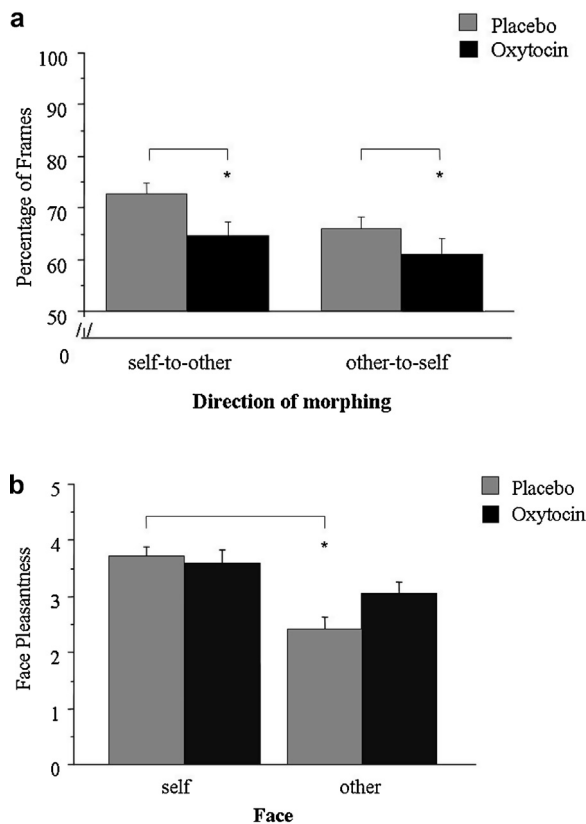 a
Placebo
Oxytocin
100
90
80
70
60
50
0
Percentage of Frames
*
*
self-to-other
other-to-self
Direction of morphing
b
Placebo
Oxytocin
5
4
3
2
1
0
Face Pleasantness
*
self
other
Face